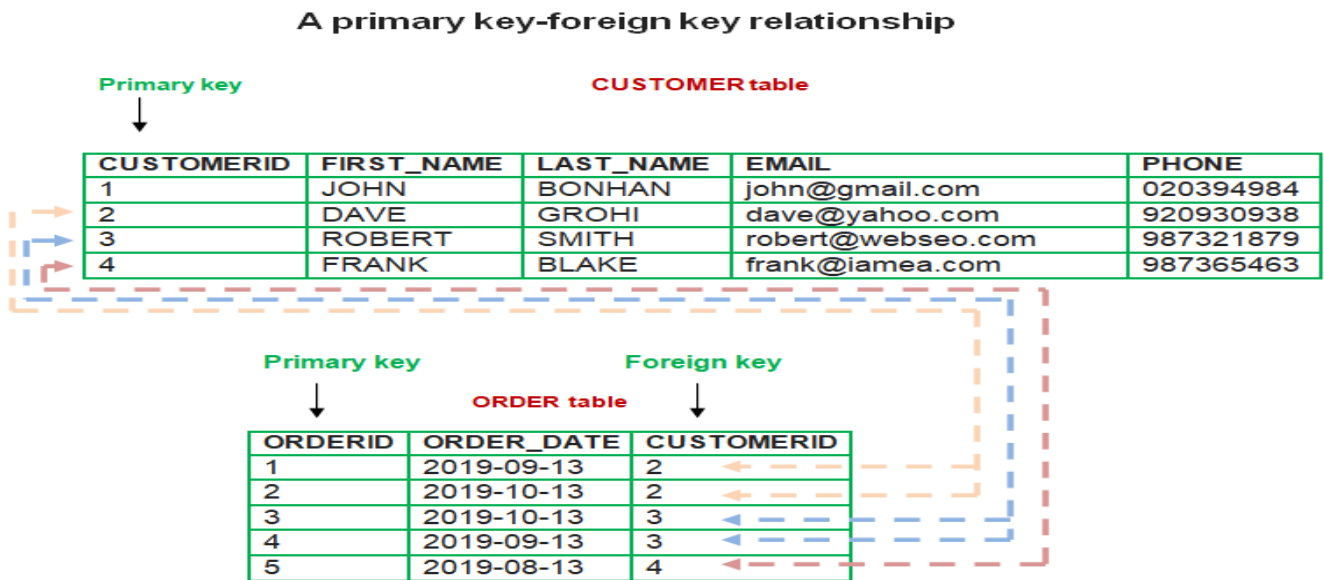 A primary key-foreign key relationship
Primary key CUSTOMER table
CUSTOMERID FIRST_NAME LAST_NAME EMAIL PHONE
1 JOHN BONHAN john@gmail.com 020394984
2 DAVE GROHI dave@yahoo.com 920930938
3 ROBERT SMITH robert@webseo.com 987321879
4 FRANK BLAKE frank@iamea.com 987365463
Primary key Foreign key
ORDER table
ORDERID ORDER_DATE CUSTOMERID
1 2019-09-13 2
2 2019-10-13 2
3 2019-10-13 3
4 2019-09-13 3
5 2019-08-13 4